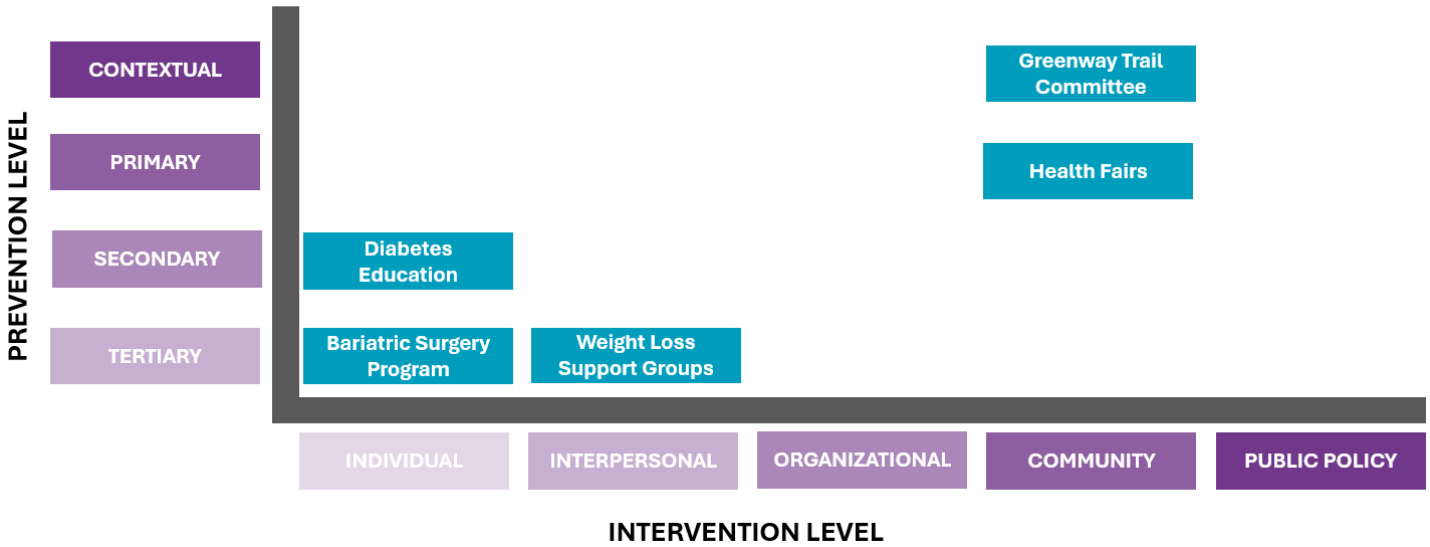 PREVENTION LEVEL
CONTEXTUAL
Greenway Trail
Committee
PRIMARY
Health Fairs
SECONDARY
Diabetes
Education
TERTIARY
Bariatric Surgery
Program
Weight Loss
Support Groups
INDIVIDUAL
INTERPERSONAL
ORGANIZATIONAL
COMMUNITY
PUBLIC POLICY
INTERVENTION LEVEL